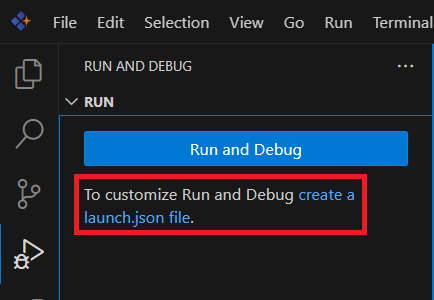 File Edit Selection View Go Run Terminal
RUN AND DEBUG
RUN
Run and Debug
To customize Run and Debug create a
launch.json file.